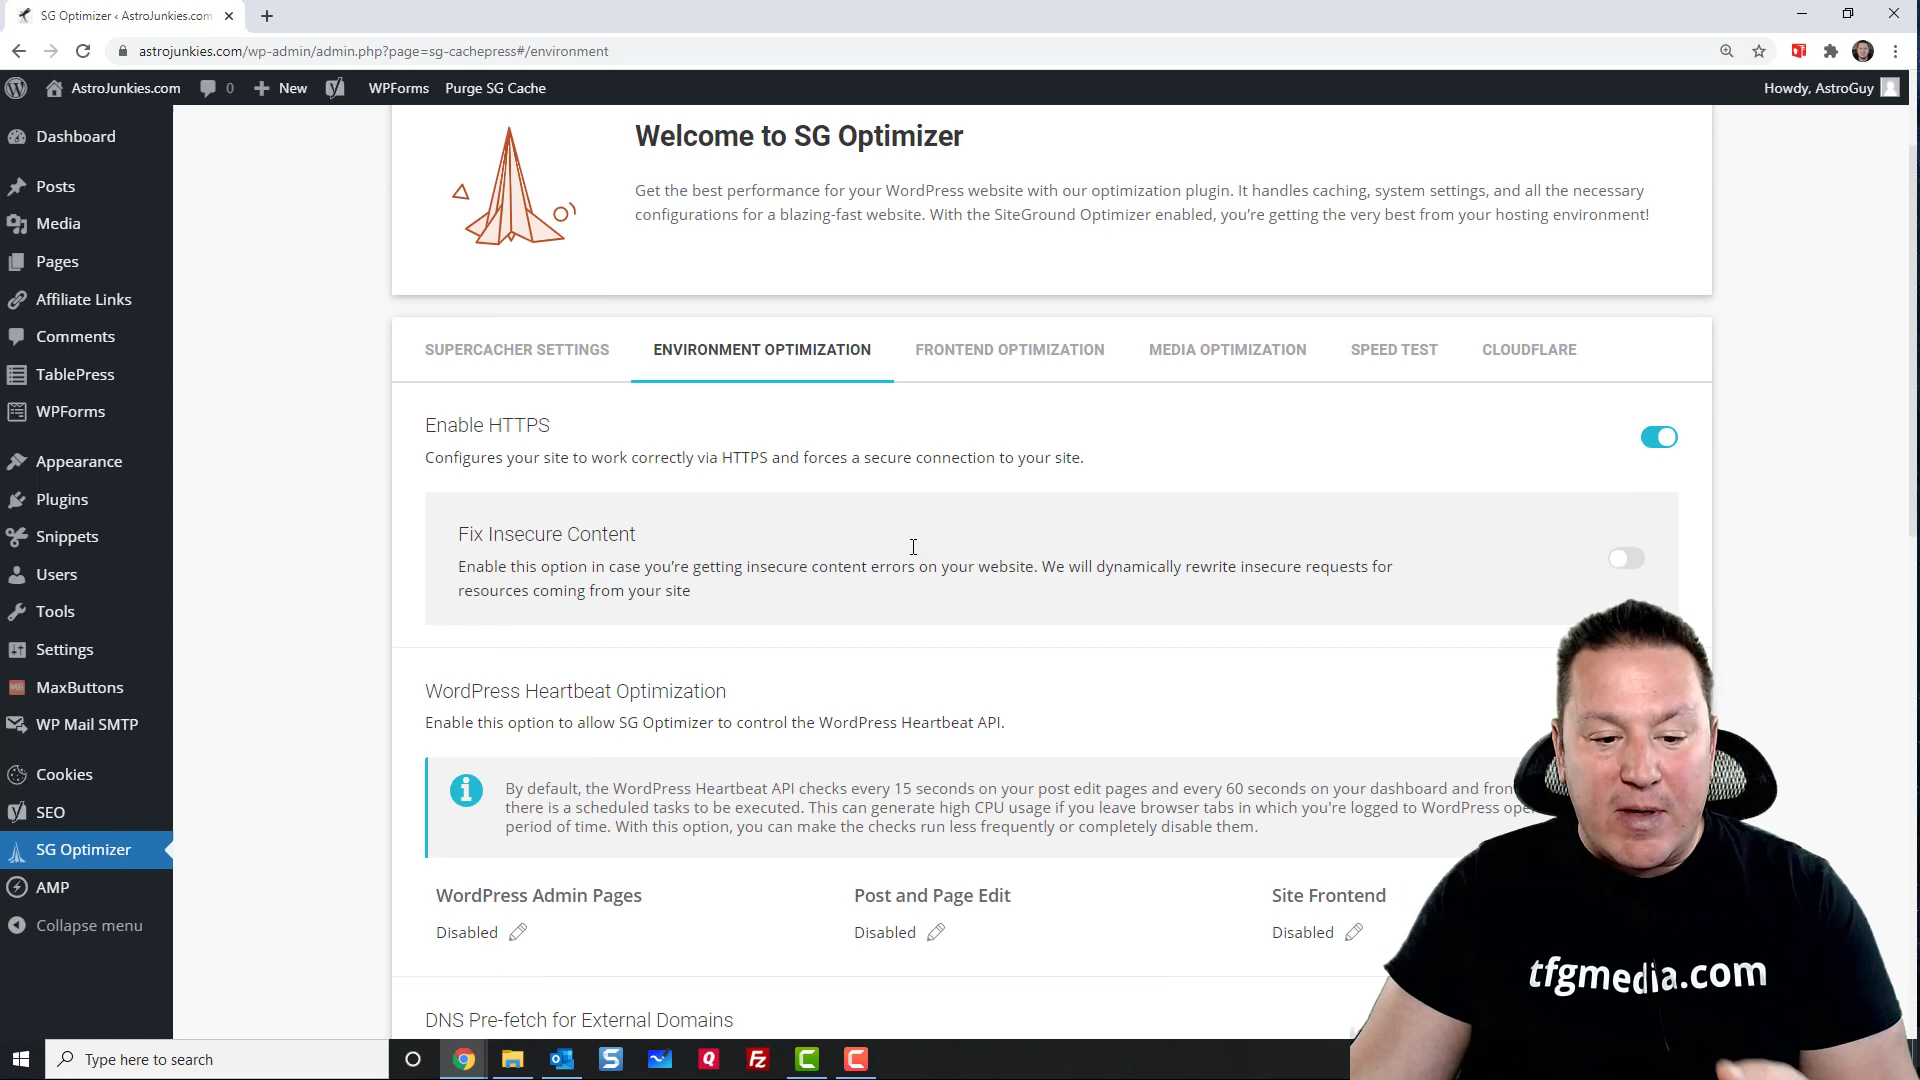 SG Optimizer ‹ AstroJunkies.com
astrojunkies.com/wp-admin/admin.php?page=sg-cachepress#/environment
AstroJunkies.com 0 New WPForms Purge SG Cache Howdy, AstroGuy
Dashboard
Posts
Media
Pages
Affiliate Links
Comments
TablePress
WPForms
Appearance
Plugins
Snippets
Users
Tools
Settings
MB MaxButtons
WP Mail SMTP
Cookies
SEO
SG Optimizer
AMP
Collapse menu
Welcome to SG Optimizer
Get the best performance for your WordPress website with our optimization plugin. It handles caching, system settings, and all the necessary
configurations for a blazing-fast website. With the SiteGround Optimizer enabled, you're getting the very best from your hosting environment!
SUPERCACHER SETTINGS ENVIRONMENT OPTIMIZATION FRONTEND OPTIMIZATION MEDIA OPTIMIZATION SPEED TEST CLOUDFLARE
Enable HTTPS
Configures your site to work correctly via HTTPS and forces a secure connection to your site.
Fix Insecure Content
Enable this option in case you're getting insecure content errors on your website. We will dynamically rewrite insecure requests for
resources coming from your site
WordPress Heartbeat Optimization
Enable this option to allow SG Optimizer to control the WordPress Heartbeat API.
By default, the WordPress Heartbeat API checks every 15 seconds on your post edit pages and every 60 seconds on your dashboard and
there is a scheduled tasks to be executed. This can generate high CPU usage if you leave browser tabs in which you're logged to WordPress
period of time. With this option, you can make the checks run less frequently or completely disable them.
WordPress Admin Pages Post and Page Edit Site Frontend
Disabled Disabled Disabled
DNS Pre-fetch for External Domains
tfgmedia.com
Type here to search